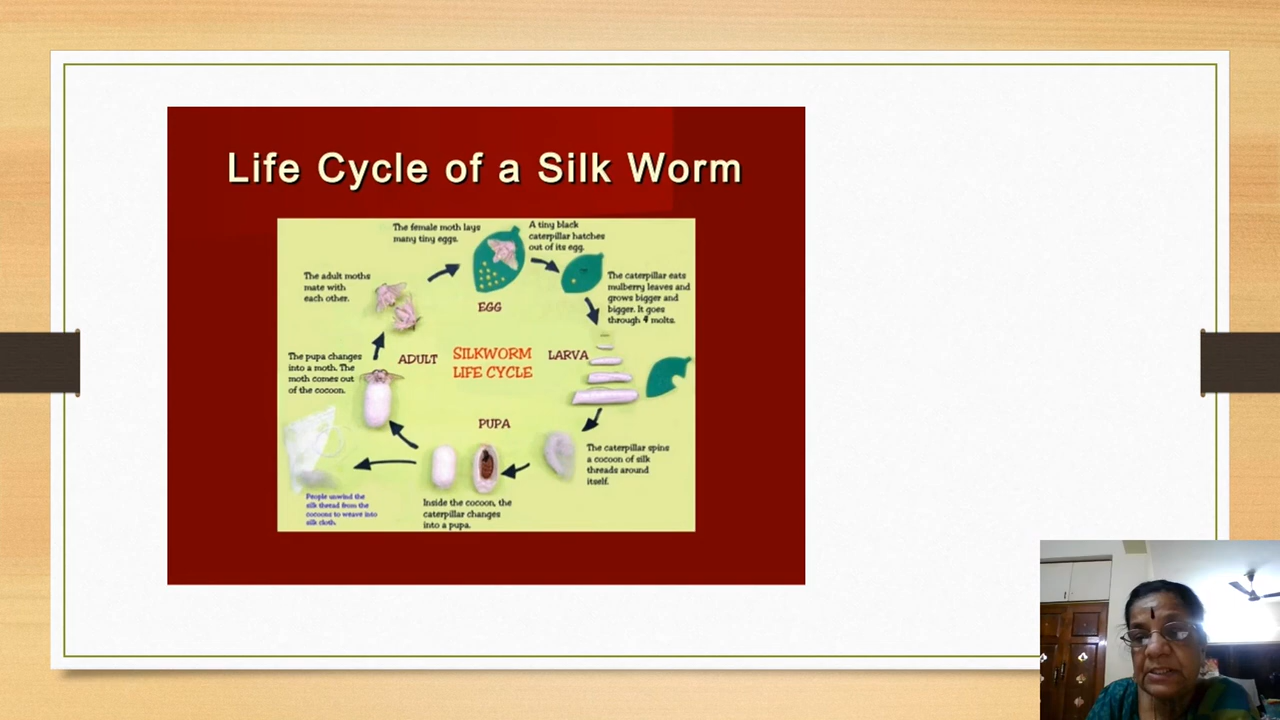 Life Cycle of a Silk Worm
The female moth lays
many tiny eggs.
A tiny black
caterpillar hatches
out of its egg.
The adult moths
mate with
each other.
The caterpillar eats
mulberry leaves and
grows bigger and
bigger. It goes
through 4 molts.
EGG
The pupa changes
into a moth. The
moth comes out
of the cocoon.
ADULT
SILKWORM
LIFE CYCLE
LARVA
PUPA
The caterpillar spins
a cocoon of silk
threads around
itself.
People unwind the
silk thread from the
cocoons to weave into
silk cloth.
Inside the cocoon, the
caterpillar changes
into a pupa.